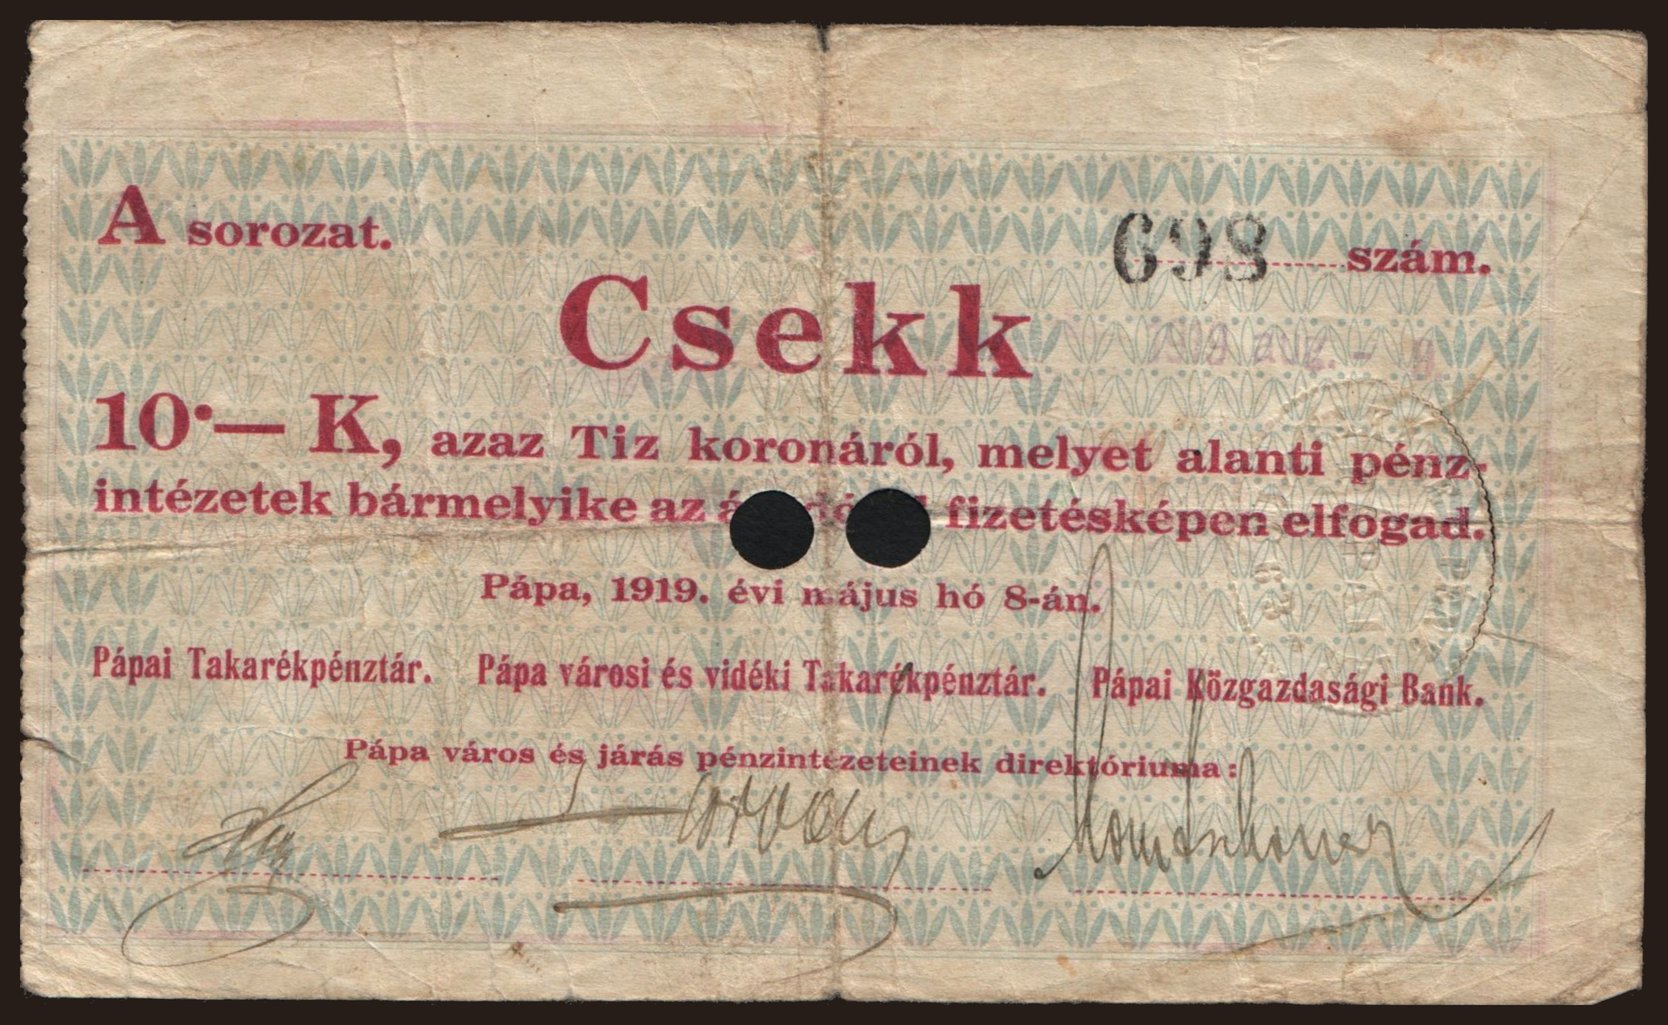 A sorozat.
698 szám.
Csekk
1919 aug.
10·— K, azaz Tiz koronáról, melyet alanti pénz-
intézetek bármelyike az fizetésképen elfogad.
Pápa, 1919. évi május hó 8-án.
Pápai Takarékpénztár. Pápa városi és vidéki Takarékpénztár. Pápai Közgazdasági Bank.
Pápa város és járás pénzintézeteinek direktóriuma: